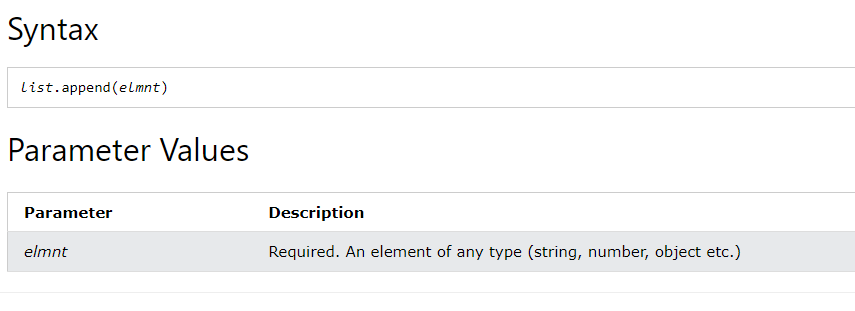 Syntax
list.append(elmnt)
Parameter Values
Parameter Description
elmnt Required. An element of any type (string, number, object etc.)